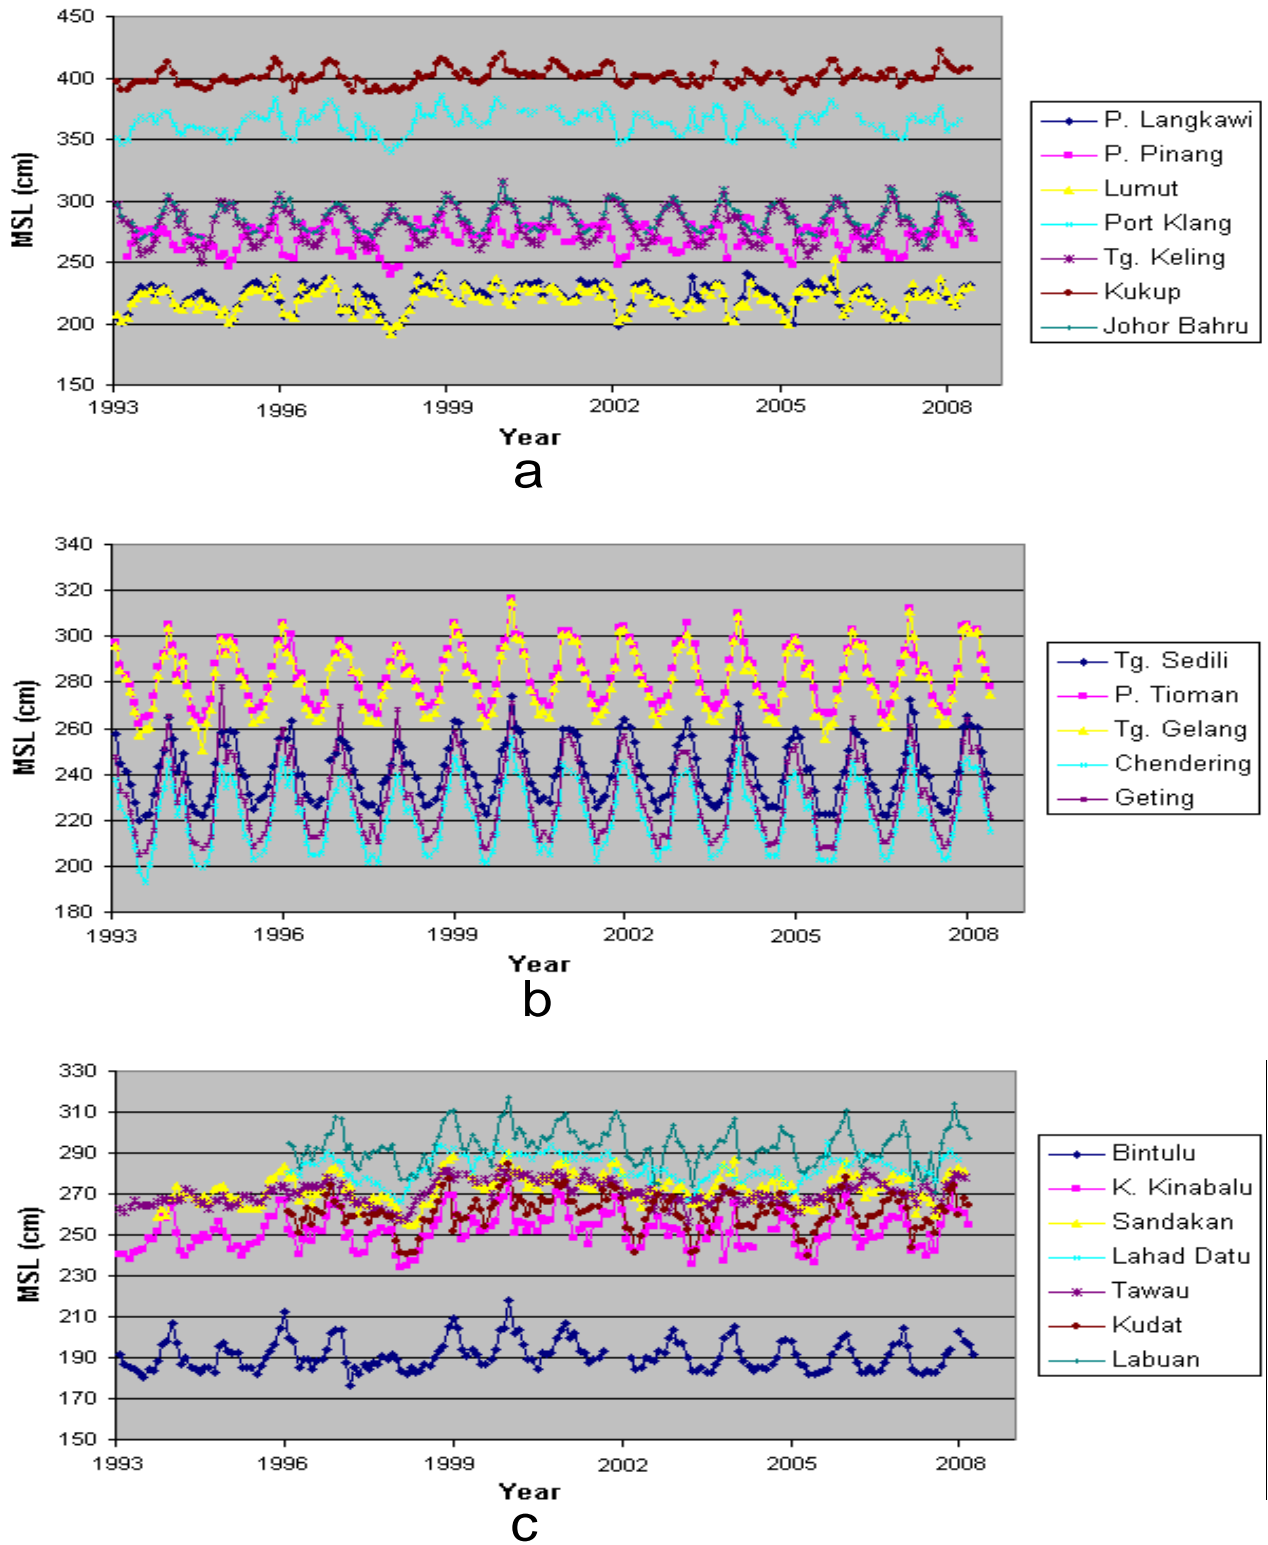 450
400
350
300
250
200
150
MSL (cm)
1993 1996 1999 2002 2005 2008
Year
P. Langkawi
P. Pinang
Lumut
Port Klang
Tg. Keling
Kukup
Johor Bahru
a
340
320
300
280
260
240
220
200
180
MSL (cm)
1993 1996 1999 2002 2005 2008
Year
Tg. Sedili
P. Tioman
Tg. Gelang
Chendering
Geting
b
330
310
290
270
250
230
210
190
170
150
MSL (cm)
1993 1996 1999 2002 2005 2008
Year
Bintulu
K. Kinabalu
Sandakan
Lahad Datu
Tawau
Kudat
Labuan
c